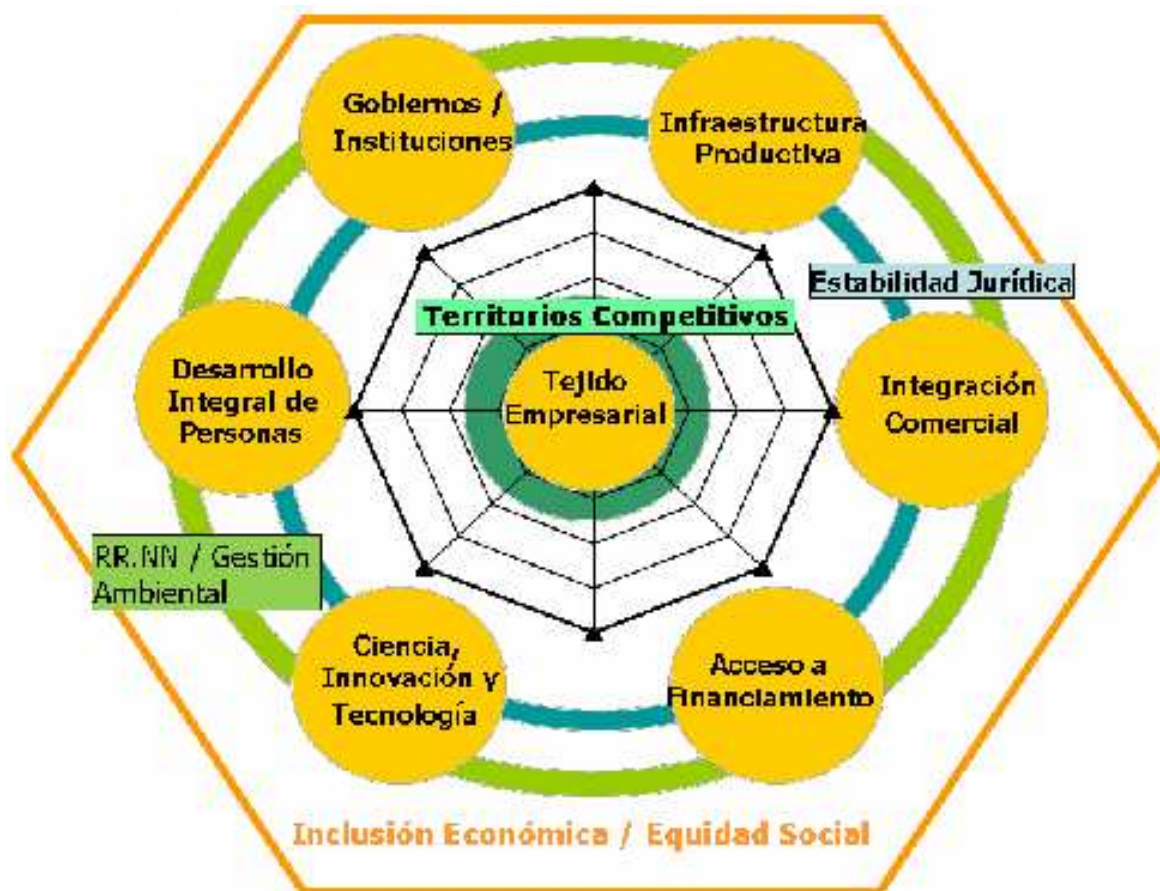 Gobiernos /
Instituciones
Infraestructura
Productiva
Estabilidad Jurídica
Territorios Competitivos
Desarrollo
Integral de
Personas
Tejido
Empresarial
Integración
Comercial
RR.NN / Gestión
Ambiental
Ciencia,
Innovación y
Tecnología
Acceso a
Financiamiento
Inclusión Económica / Equidad Social